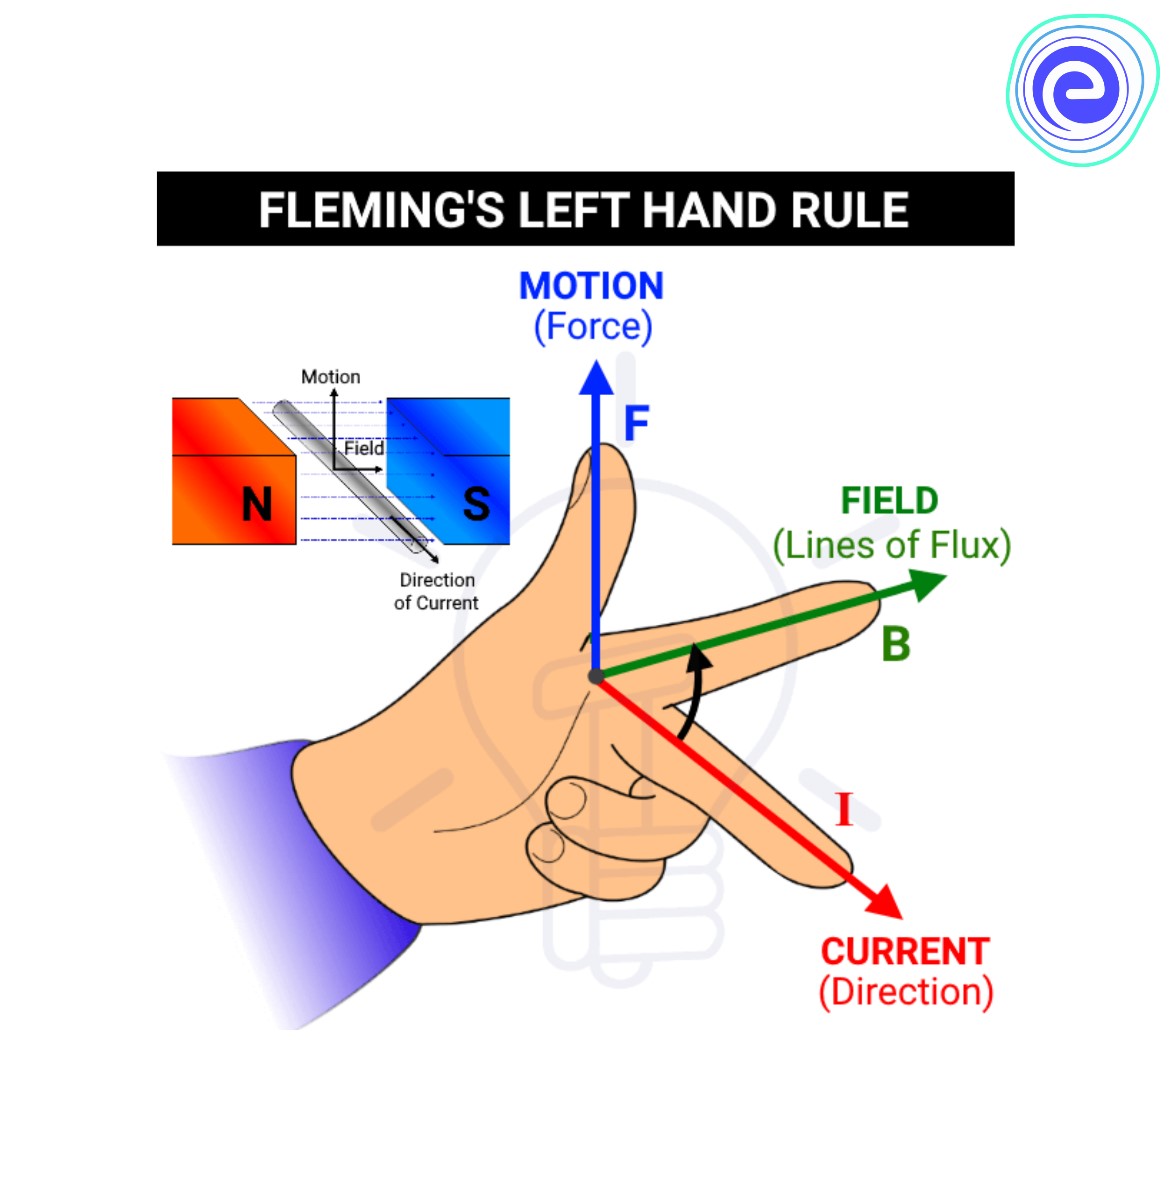 FLEMING'S LEFT HAND RULE
MOTION
(Force)
F
Motion
Field
N
S
Direction
of Current
FIELD
(Lines of Flux)
B
I
CURRENT
(Direction)